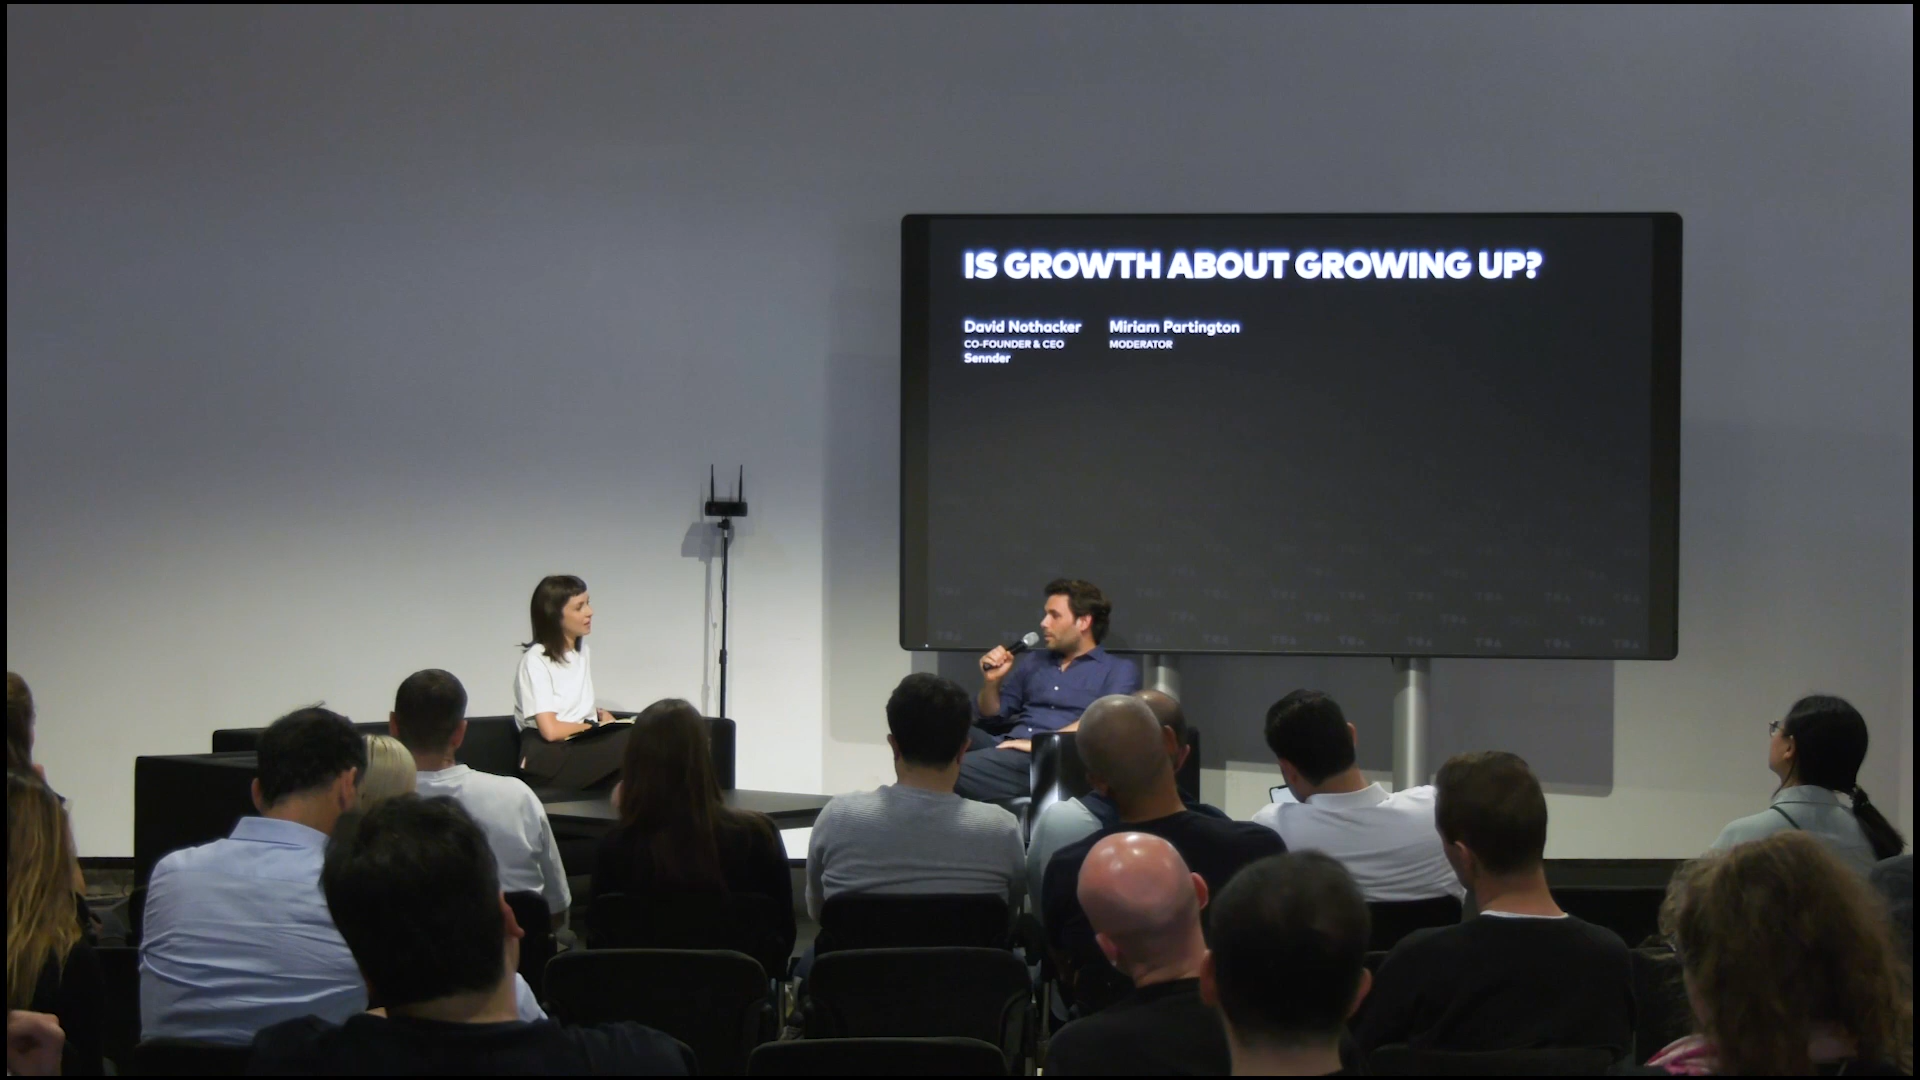 IS GROWTH ABOUT GROWING UP?
David Nothacker
CO-FOUNDER & CEO
Sennder
Miriam Partington
MODERATOR